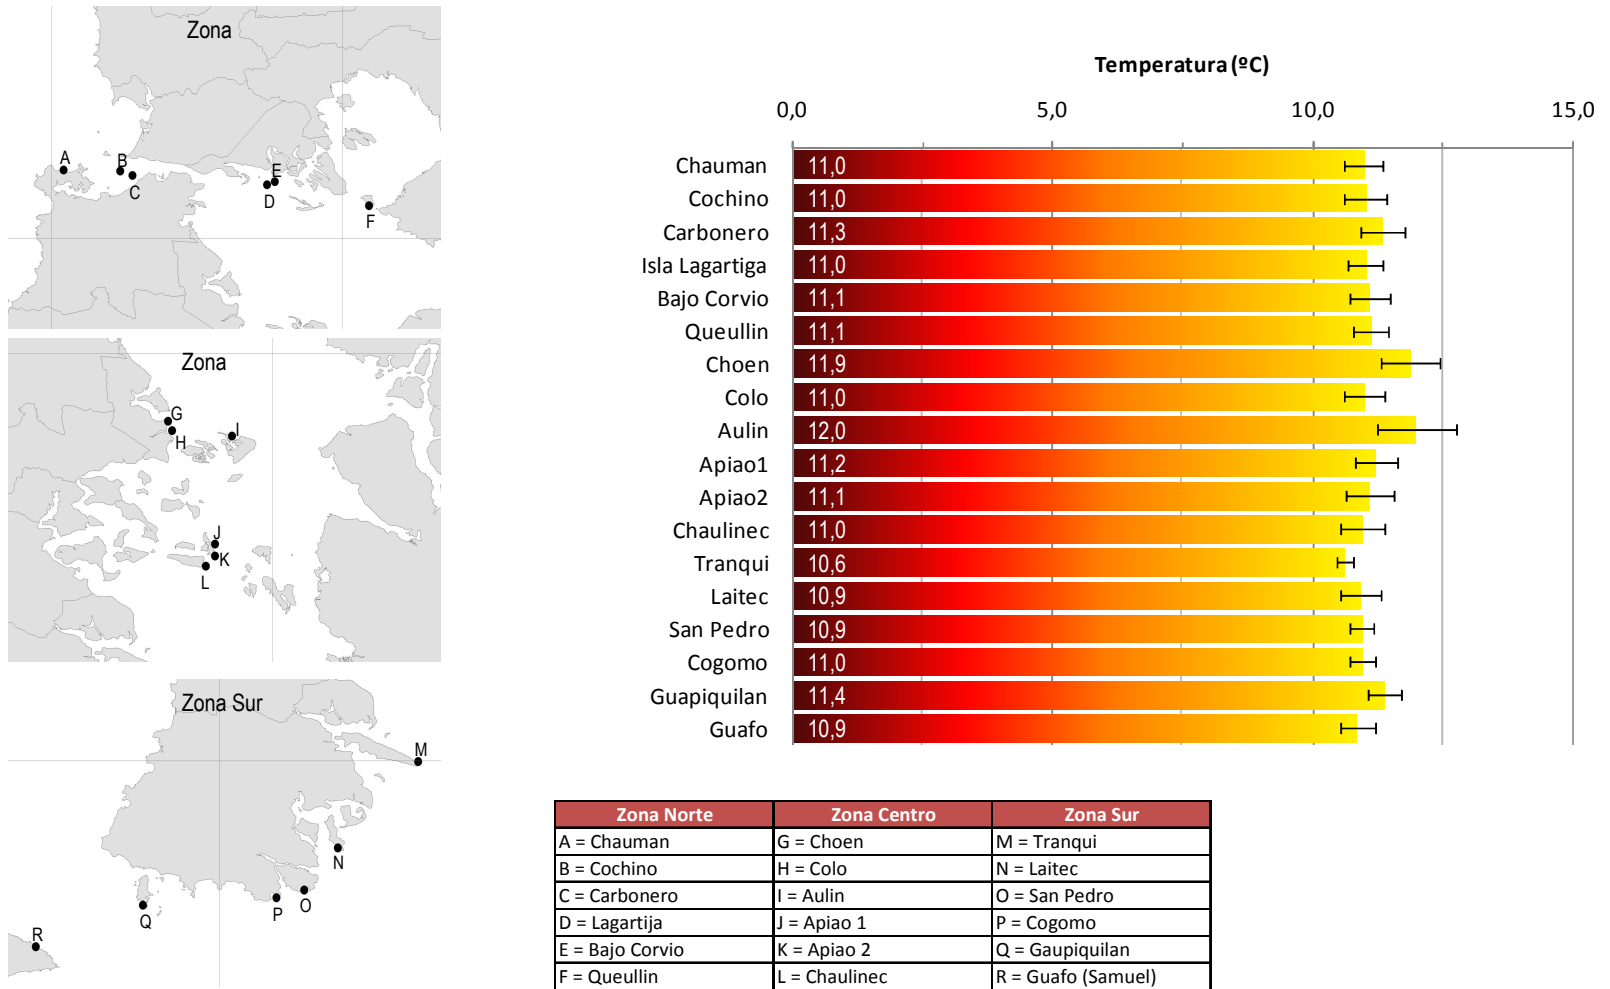 Zona
A
B
C
D
E
F
Zona
G
H
I
J
K
L
Zona Sur
M
N
O
P
Q
R
Temperatura (ºC)
0,0 5,0 10,0 15,0
Chauman 11,0
Cochino 11,0
Carbonero 11,3
Isla Lagartiga 11,0
Bajo Corvio 11,1
Queullin 11,1
Choen 11,9
Colo 11,0
Aulin 12,0
Apiao1 11,2
Apiao2 11,1
Chaulinec 11,0
Tranqui 10,6
Laitec 10,9
San Pedro 10,9
Cogomo 11,0
Guapiquilan 11,4
Guafo 10,9
Zona Norte Zona Centro Zona Sur
A = Chauman G = Choen M = Tranqui
B = Cochino H = Colo N = Laitec
C = Carbonero I = Aulin O = San Pedro
D = Lagartija J = Apiao 1 P = Cogomo
E = Bajo Corvio K = Apiao 2 Q = Gaupiquilan
F = Queullin L = Chaulinec R = Guafo (Samuel)